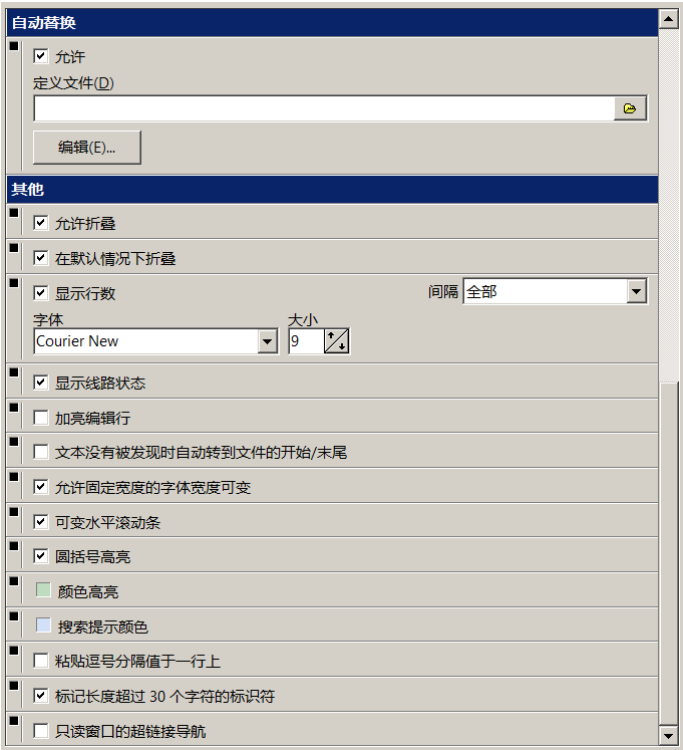 自动替换
允许
定义文件(D)
编辑(E)...
其他
允许折叠
在默认情况下折叠
显示行数 间隔 全部
字体 大小
Courier New 9
显示线路状态
加亮编辑行
文本没有被发现时自动转到文件的开始/末尾
允许固定宽度的字体宽度可变
可变水平滚动条
圆括号高亮
颜色高亮
搜索提示颜色
粘贴逗号分隔值于一行上
标记长度超过 30 个字符的标识符
只读窗口的超链接导航